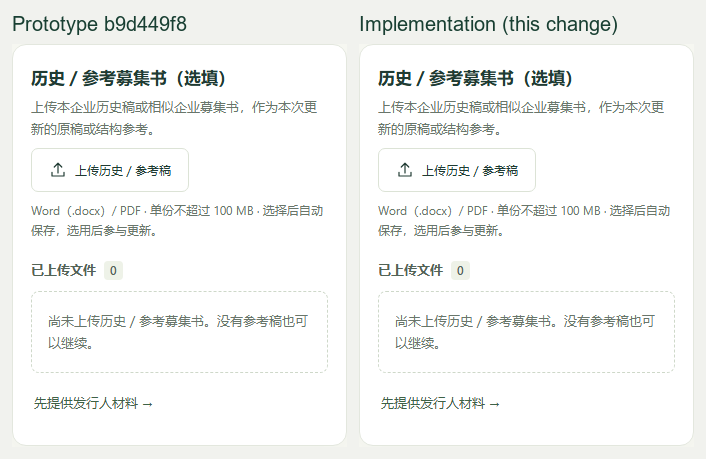 Prototype b9d449f8
历史 / 参考募集书（选填）
上传本企业历史稿或相似企业募集书，作为本次更
新的原稿或结构参考。
上传历史 / 参考稿
Word（.docx）/ PDF · 单份不超过 100 MB · 选择后自动
保存，选用后参与更新。
已上传文件 0
尚未上传历史 / 参考募集书。没有参考稿也可
以继续。
先提供发行人材料 →
Implementation (this change)
历史 / 参考募集书（选填）
上传本企业历史稿或相似企业募集书，作为本次更
新的原稿或结构参考。
上传历史 / 参考稿
Word（.docx）/ PDF · 单份不超过 100 MB · 选择后自动
保存，选用后参与更新。
已上传文件 0
尚未上传历史 / 参考募集书。没有参考稿也可
以继续。
先提供发行人材料 →